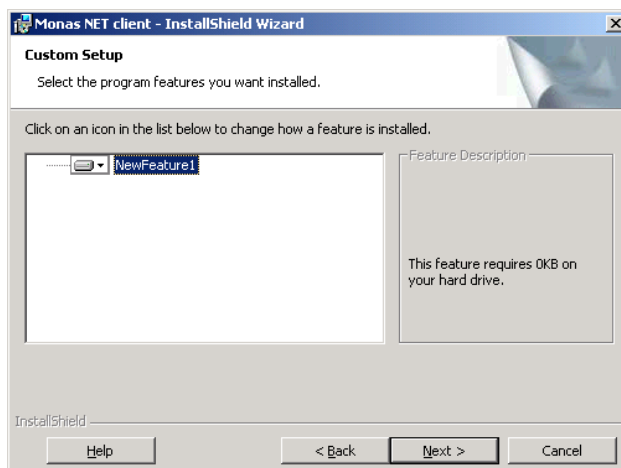 Monas NET client - InstallShield Wizard
Custom Setup
Select the program features you want installed.
Click on an icon in the list below to change how a feature is installed.
NewFeature1
Feature Description
This feature requires 0KB on
your hard drive.
InstallShield
Help
< Back
Next >
Cancel